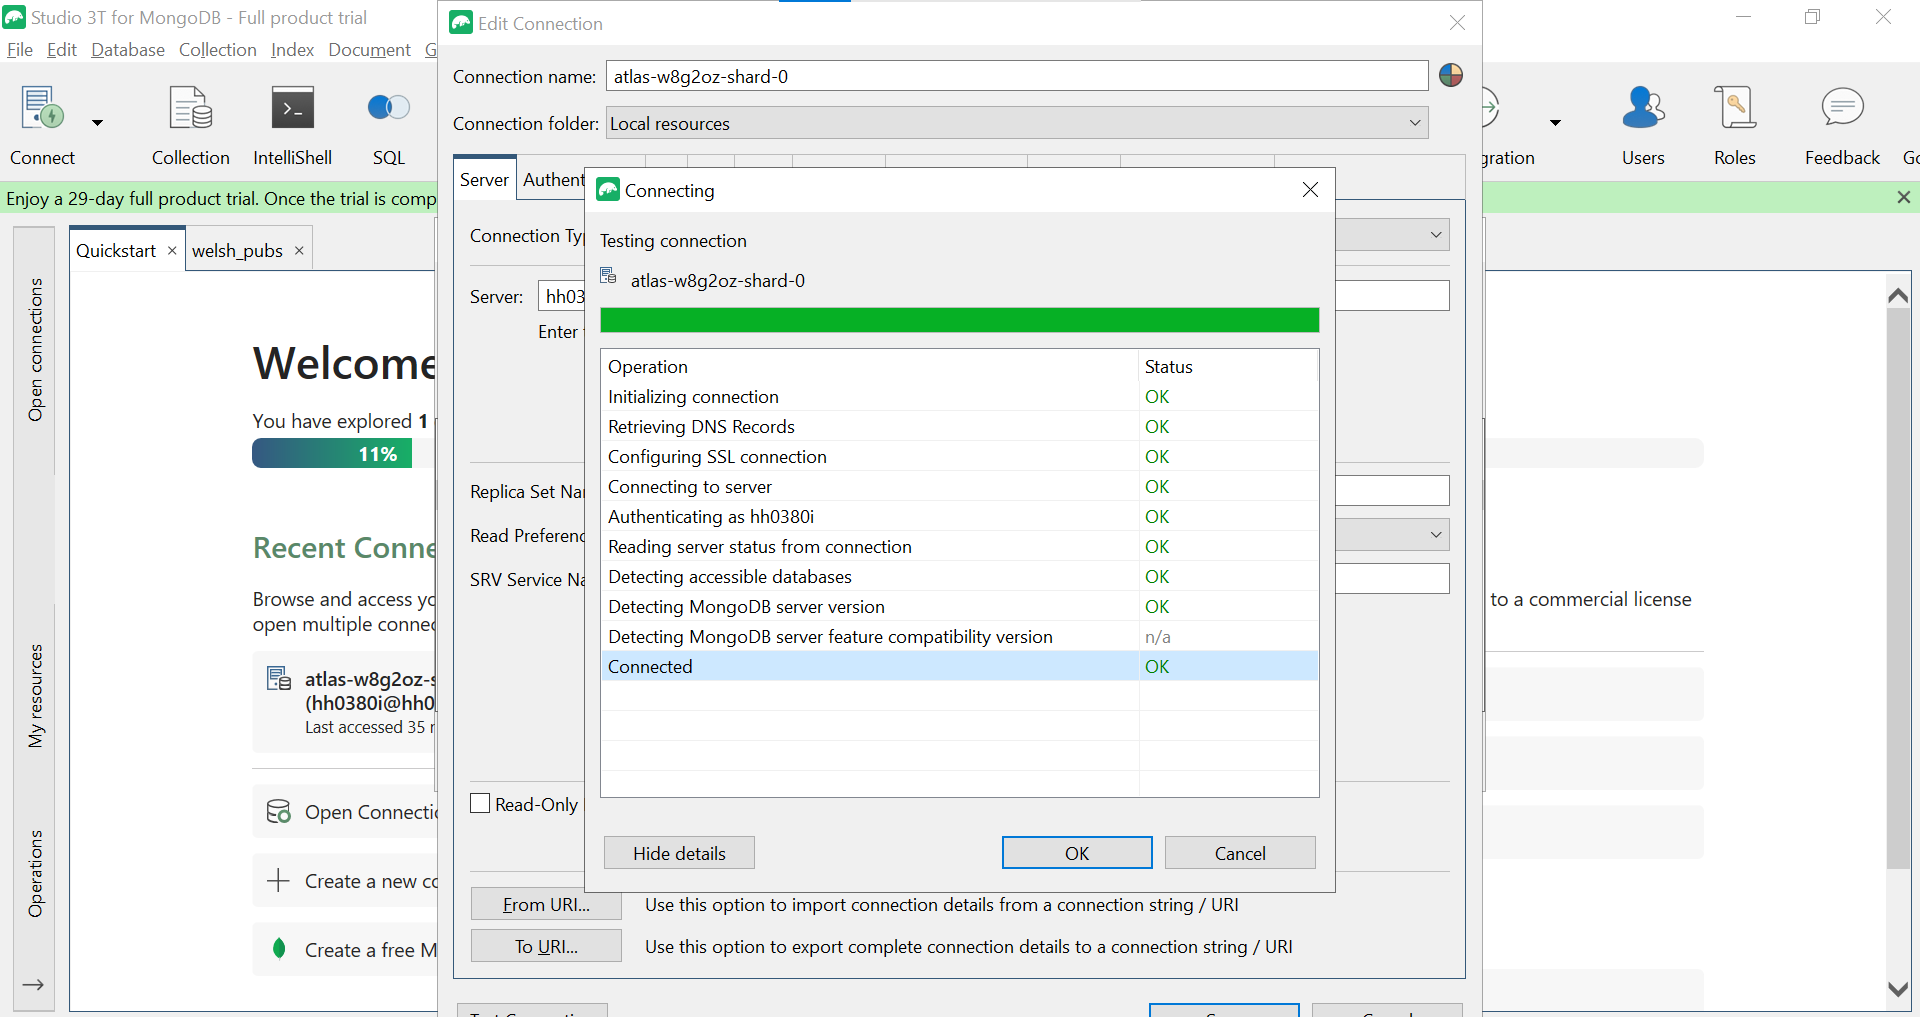 Studio 3T for MongoDB - Full product trial
File Edit Database Collection Index Document
Connect Collection IntelliShell SQL
Users Roles Feedback
Enjoy a 29-day full product trial. Once the trial is comp
Open connections
My resources
Operations
Quickstart × welsh_pubs ×
Welcome
You have explored 1
11%
Recent Conne
Browse and access yo
open multiple connec
atlas-w8g2oz-s
(hh0380i@hh0
Last accessed 35
Open Connectio
Create a new co
Create a free M
to a commercial license
Edit Connection
Connection name: atlas-w8g2oz-shard-0
Connection folder: Local resources
Server Authent
Connection Ty
Server: hh03
Enter
Replica Set Nar
Read Preferenc
SRV Service Na
Read-Only
From URI... Use this option to import connection details from a connection string / URI
To URI... Use this option to export complete connection details to a connection string / URI
Connecting
Testing connection
atlas-w8g2oz-shard-0
Operation Status
Initializing connection OK
Retrieving DNS Records OK
Configuring SSL connection OK
Connecting to server OK
Authenticating as hh0380i OK
Reading server status from connection OK
Detecting accessible databases OK
Detecting MongoDB server version OK
Detecting MongoDB server feature compatibility version n/a
Connected OK
Hide details OK Cancel